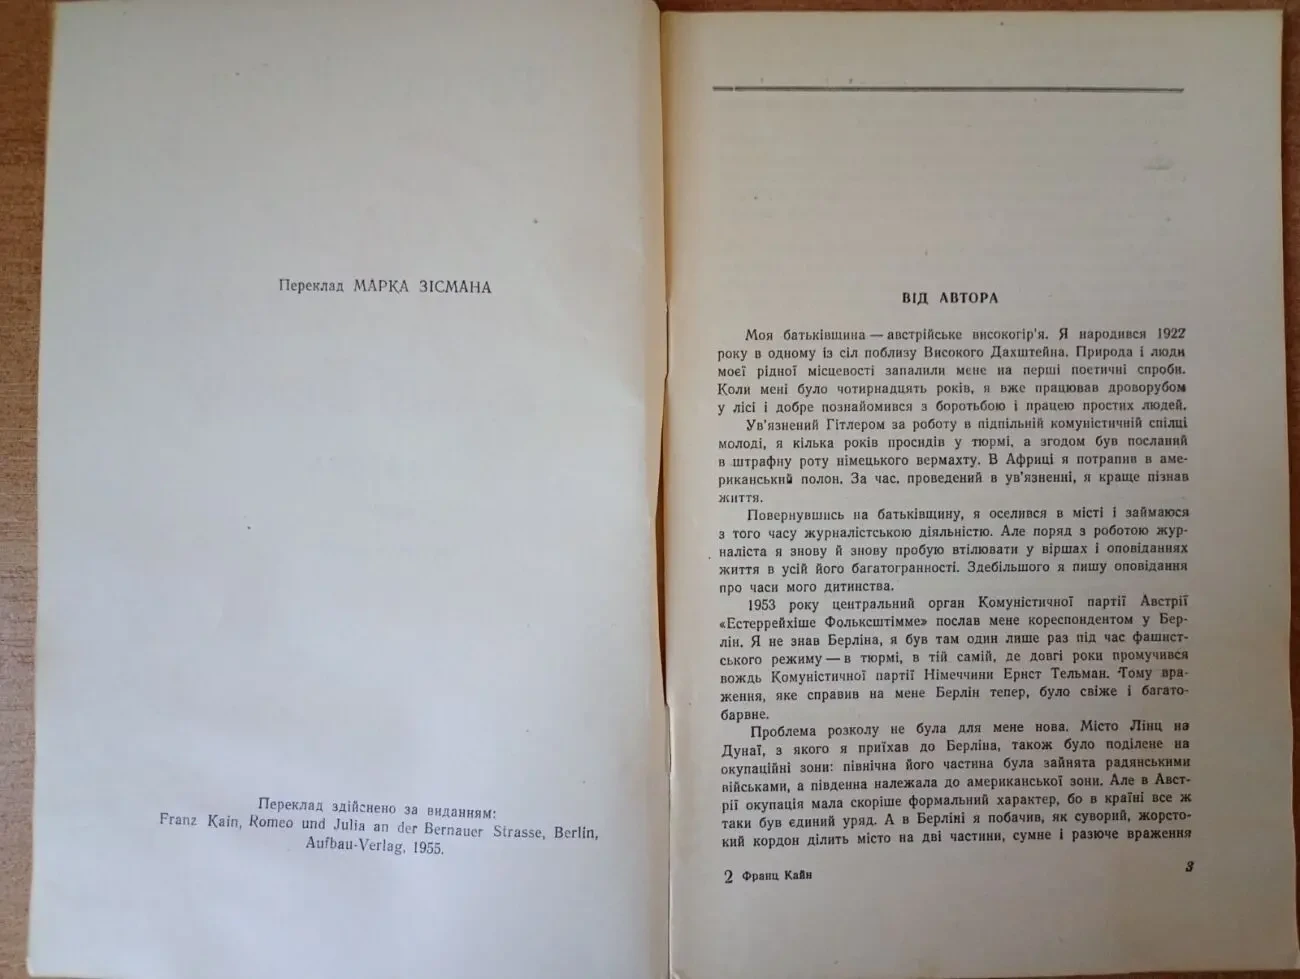 Переклад МАРКА ЗІСМАНА
Переклад здійснено за виданням:
Franz Kain, Romeo und Julia an der Bernauer Strasse, Berlin,
Aufbau-Verlag, 1955.
ВІД АВТОРА
Моя батьківщина — австрійське високогір'я. Я народився 1922
року в одному із сіл поблизу Високого Дахштейна. Природа і люди
моєї рідної місцевості запалили мене на перші поетичні спроби.
Коли мені було чотирнадцять років, я вже працював дроворубом
у лісі і добре познайомився з боротьбою і працею простих людей.
Ув'язнений Гітлером за роботу в підпільній комуністичній спілці
молоді, я кілька років просидів у тюрмі, а згодом був посланий
в штрафну роту німецького вермахту. В Африці я потрапив в аме-
риканський полон. За час, проведений в ув'язненні, я краще пізнав
життя.
Повернувшись на батьківщину, я оселився в місті і займаюся
з того часу журналістською діяльністю. Але поряд з роботою жур-
наліста я знову й знову пробую втілювати у віршах і оповіданнях
життя в усій його багатогранності. Здебільшого я пишу оповідання
про часи мого дитинства.
1953 року центральний орган Комуністичної партії Австрії
«Естеррейхіше Фольксштімме» послав мене кореспондентом у Бер-
лін. Я не знав Берліна, я був там один лише раз під час фашист-
ського режиму — в тюрмі, в тій самій, де довгі роки промучився
вождь Комуністичної партії Німеччини Ернст Тельман. Тому вра-
ження, яке справив на мене Берлін тепер, було свіже і багато-
барвне.
Проблема розколу не була для мене нова. Місто Лінц на
Дунаї, з якого я приїхав до Берліна, також було поділене на
окупаційні зони: північна його частина була зайнята радянськими
військами, а південна належала до американської зони. Але в Авст-
рії окупація мала скоріше формальний характер, бо в країні все ж
таки був єдиний уряд. А в Берліні я побачив, як суворий, жорсто-
кий кордон ділить місто на дві частини, сумне і разюче враження
2 Франц Кайн
3